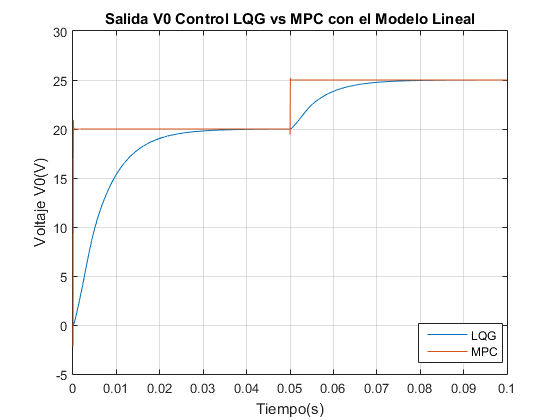 Salida V0 Control LQG vs MPC con el Modelo Lineal
Voltaje V0(V)
30
25
20
15
10
5
0
-5
0 0.01 0.02 0.03 0.04 0.05 0.06 0.07 0.08 0.09 0.1
Tiempo(s)
LQG
MPC